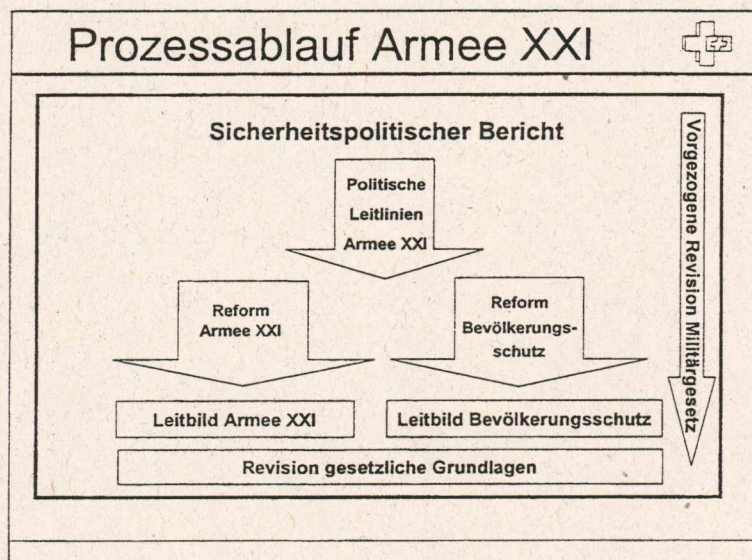 Prozessablauf Armee XXI
Sicherheitspolitischer Bericht
Politische
Leitlinien
Armee XXI
Reform
Armee XXI
Reform
Bevölkerungs-
schutz
Leitbild Armee XXI
Leitbild Bevölkerungsschutz
Revision gesetzliche Grundlagen
Vorgezogene Revision Militärgesetz